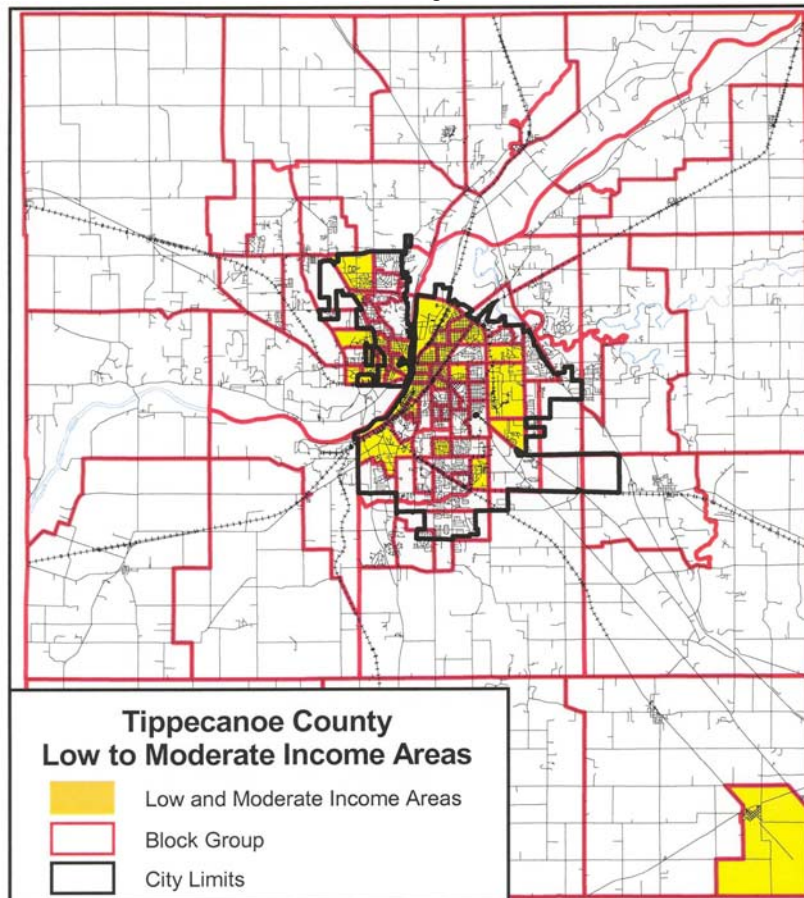 Tippecanoe County
Low to Moderate Income Areas
Low and Moderate Income Areas
Block Group
City Limits